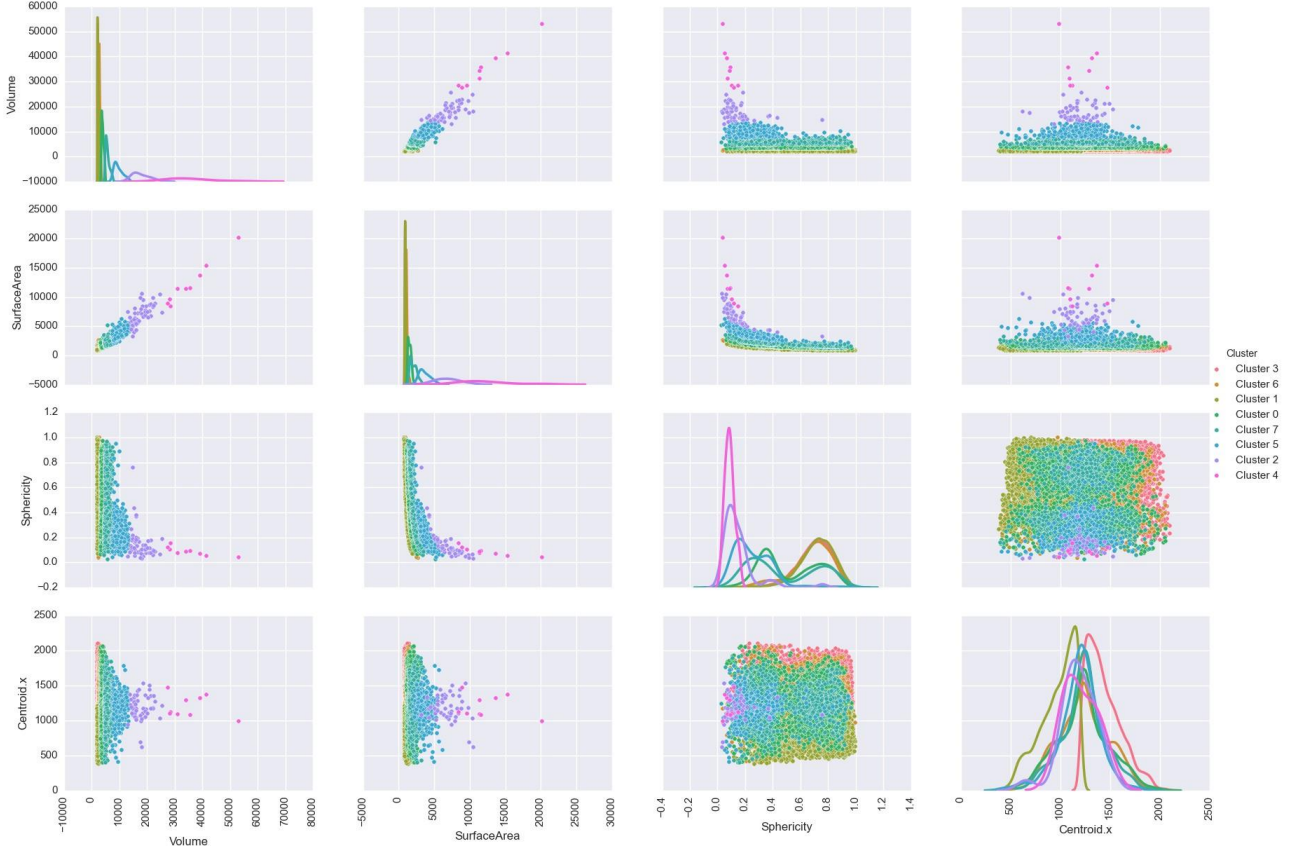 60000
50000
40000
30000
20000
10000
0
−10000
Volume
25000
20000
15000
10000
5000
0
−5000
SurfaceArea
Cluster
Cluster 3
Cluster 6
Cluster 1
Cluster 0
Cluster 7
Cluster 5
Cluster 2
Cluster 4
1.2
1.0
0.8
0.6
0.4
0.2
0.0
−0.2
Sphericity
2500
2000
1500
1000
500
0
Centroid.x
−10000 0 10000 20000 30000 40000 50000 60000 70000 80000
Volume
−5000 0 5000 10000 15000 20000 25000 30000
SurfaceArea
−0.4 −0.2 0.0 0.2 0.4 0.6 0.8 1.0 1.2 1.4
Sphericity
0 500 1000 1500 2000 2500
Centroid.x